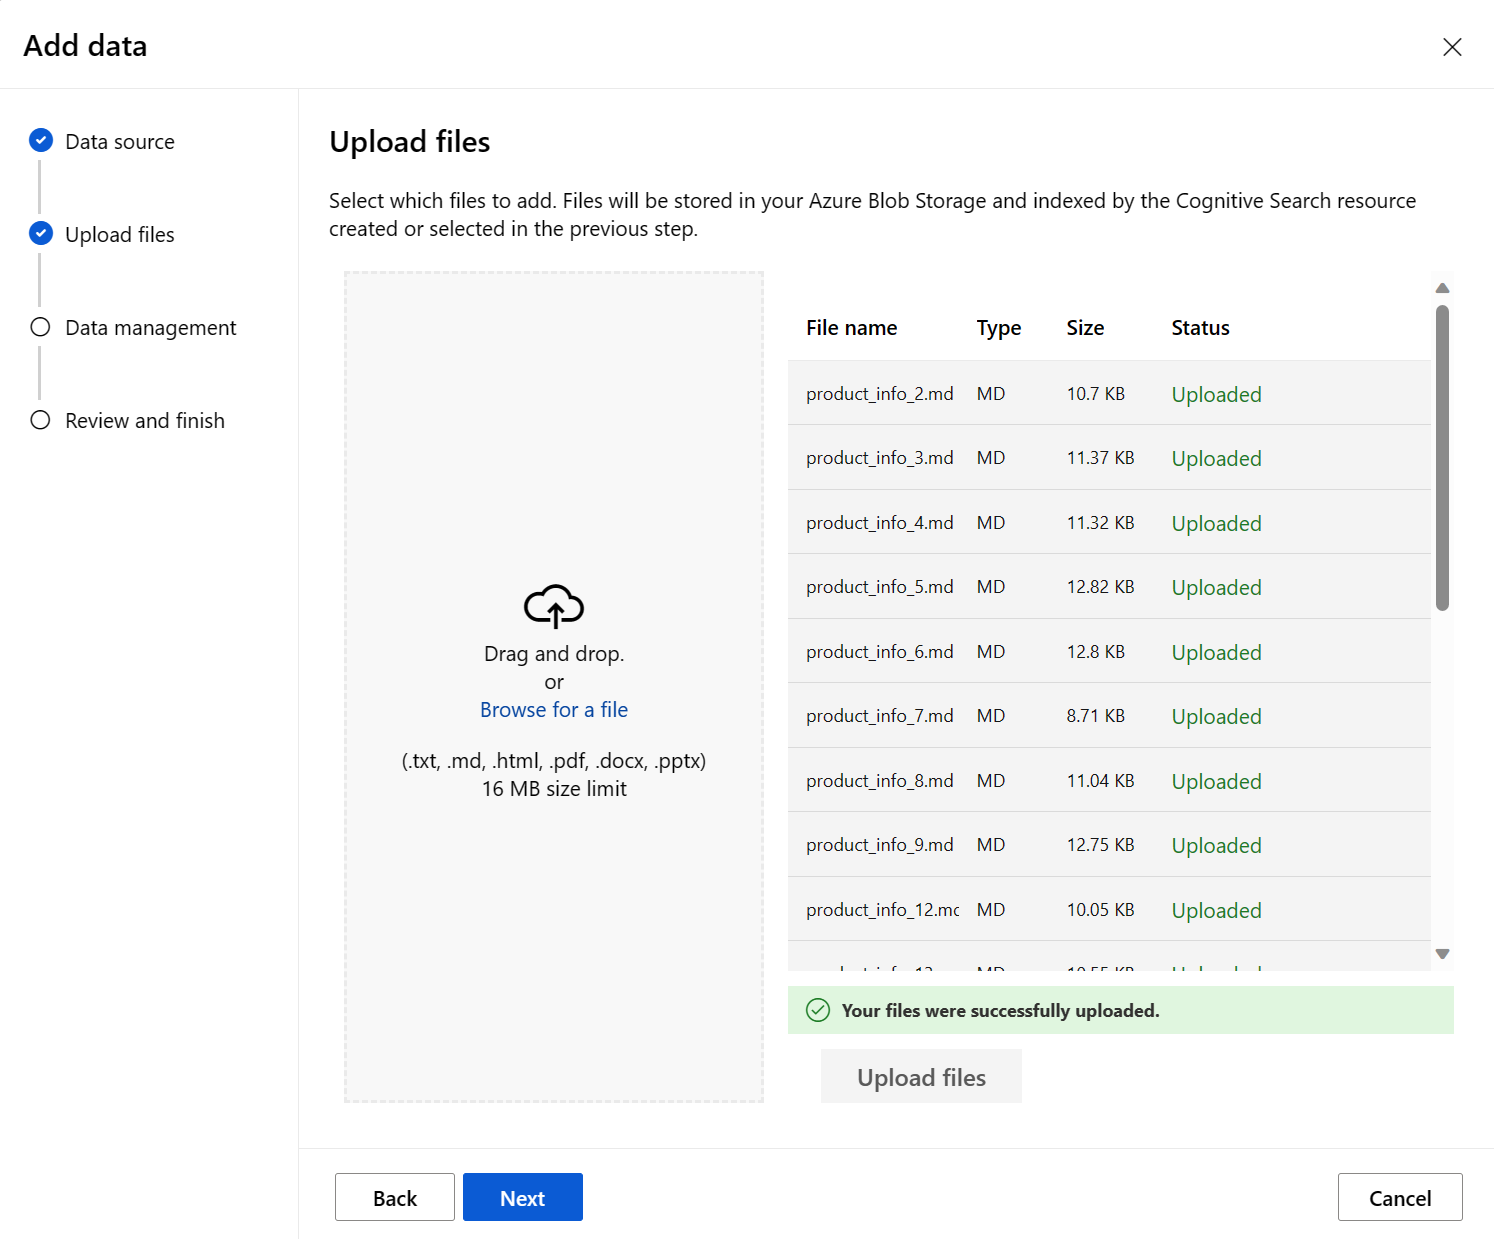 Add data
Data source
Upload files
Data management
Review and finish
Upload files
Select which files to add. Files will be stored in your Azure Blob Storage and indexed by the Cognitive Search resource
created or selected in the previous step.
Drag and drop.
or
Browse for a file
(.txt, .md, .html, .pdf, .docx, .pptx)
16 MB size limit
File name Type Size Status
product_info_2.md MD 10.7 KB Uploaded
product_info_3.md MD 11.37 KB Uploaded
product_info_4.md MD 11.32 KB Uploaded
product_info_5.md MD 12.82 KB Uploaded
product_info_6.md MD 12.8 KB Uploaded
product_info_7.md MD 8.71 KB Uploaded
product_info_8.md MD 11.04 KB Uploaded
product_info_9.md MD 12.75 KB Uploaded
product_info_12.m MD 10.05 KB Uploaded
Your files were successfully uploaded.
Upload files
Back
Next
Cancel